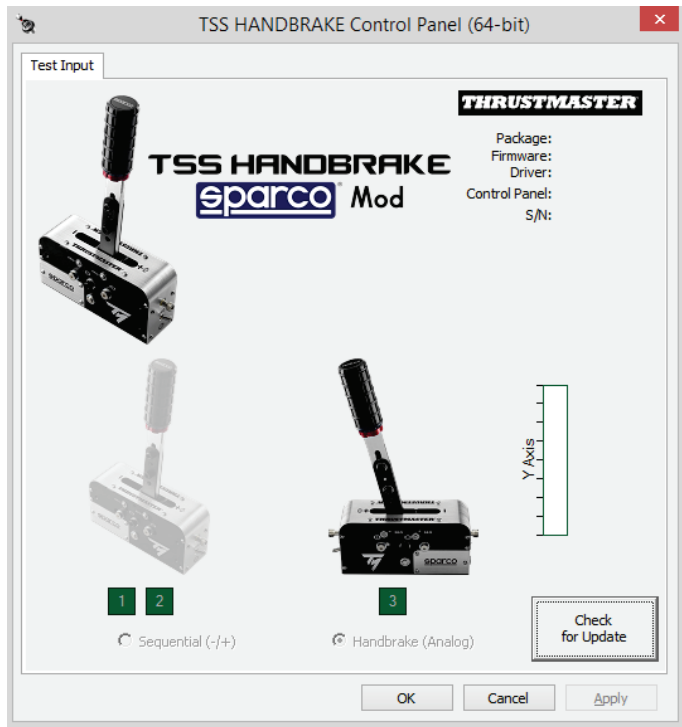 TSS HANDBRAKE Control Panel (64-bit)
Test Input
THRUSTMASTER
TSS HANDBRAKE
sparco Mod
Package:
Firmware:
Driver:
Control Panel:
S/N:
Y Axis
sparco
1 2
3
Sequential (-/+)
Handbrake (Analog)
Check
for Update
OK
Cancel
Apply